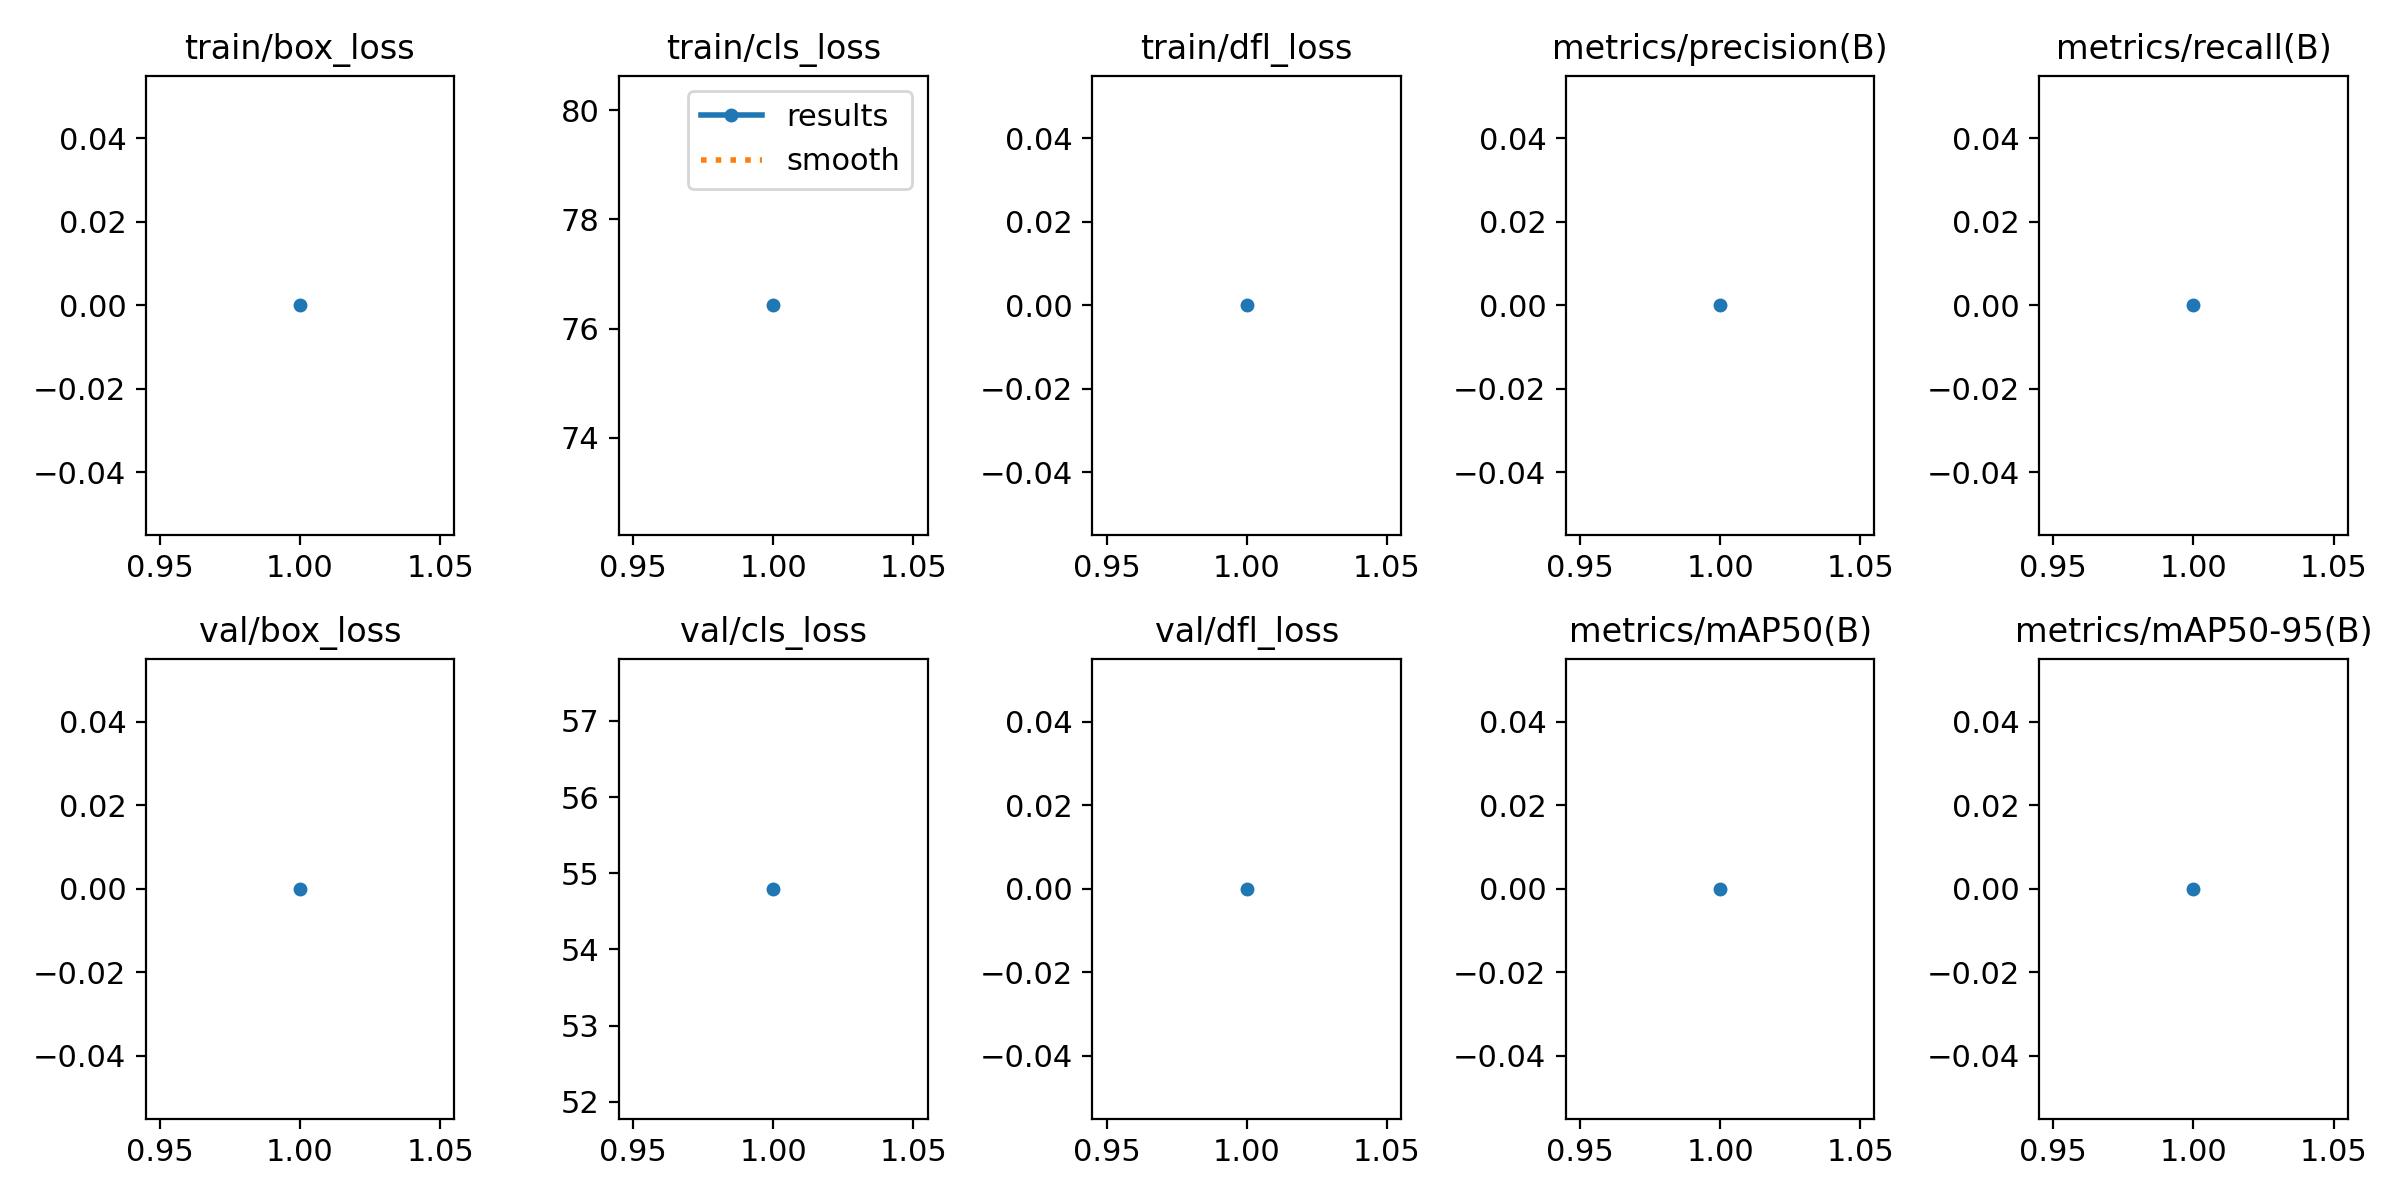 train/box_loss
train/cls_loss
train/dfl_loss
metrics/precision(B)
metrics/recall(B)
0.04
0.02
0.00
−0.02
−0.04
0.95 1.00 1.05
80
78
76
74
results
smooth
0.95 1.00 1.05
0.04
0.02
0.00
−0.02
−0.04
0.95 1.00 1.05
0.04
0.02
0.00
−0.02
−0.04
0.95 1.00 1.05
0.04
0.02
0.00
−0.02
−0.04
0.95 1.00 1.05
val/box_loss
val/cls_loss
val/dfl_loss
metrics/mAP50(B)
metrics/mAP50-95(B)
0.04
0.02
0.00
−0.02
−0.04
0.95 1.00 1.05
57
56
55
54
53
52
0.95 1.00 1.05
0.04
0.02
0.00
−0.02
−0.04
0.95 1.00 1.05
0.04
0.02
0.00
−0.02
−0.04
0.95 1.00 1.05
0.04
0.02
0.00
−0.02
−0.04
0.95 1.00 1.05